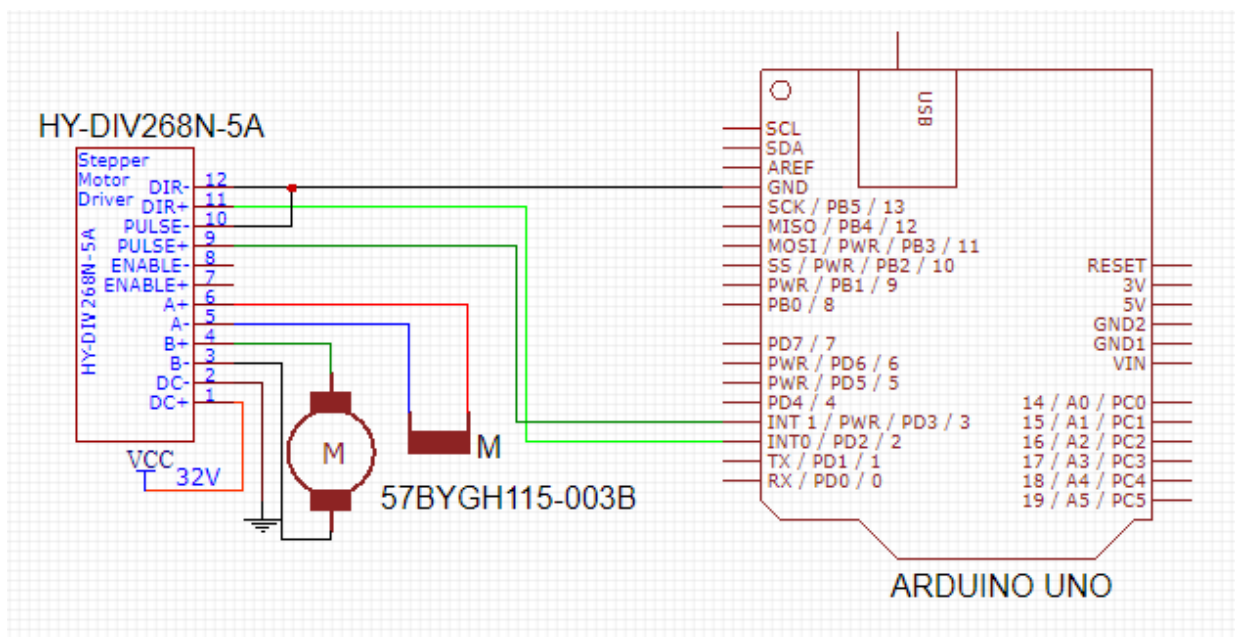 HY-DIV268N-5A
Stepper
Motor
Driver
HY-DIV268N-5A
DIR- 12
DIR+ 11
PULSE- 10
PULSE+ 9
ENABLE- 8
ENABLE+ 7
A+ 6
A- 5
B+ 4
B- 3
DC- 2
DC+ 1
VCC
32V
M
M
57BYGH115-003B
USB
SCL
SDA
AREF
GND
SCK / PB5 / 13
MISO / PB4 / 12
MOSI / PWR / PB3 / 11
SS / PWR / PB2 / 10
PWR / PB1 / 9
PB0 / 8
PD7 / 7
PWR / PD6 / 6
PWR / PD5 / 5
PD4 / 4
INT 1 / PWR / PD3 / 3
INT0 / PD2 / 2
TX / PD1 / 1
RX / PD0 / 0
RESET
3V
5V
GND2
GND1
VIN
14 / A0 / PC0
15 / A1 / PC1
16 / A2 / PC2
17 / A3 / PC3
18 / A4 / PC4
19 / A5 / PC5
ARDUINO UNO